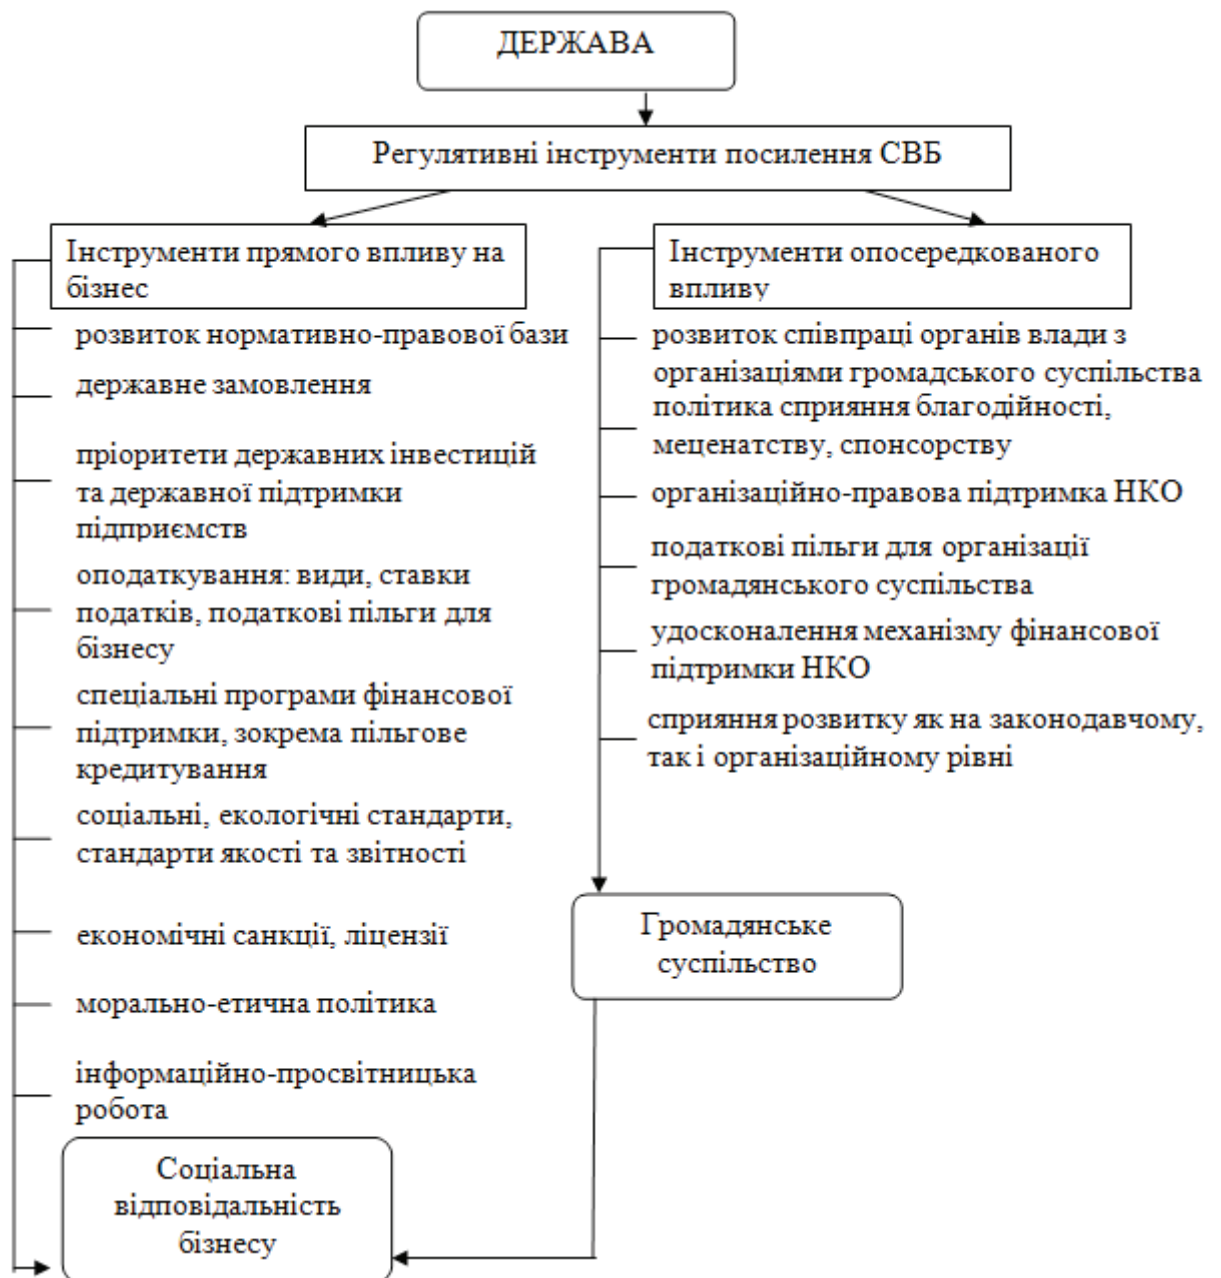 ДЕРЖАВА
Регулятивні інструменти посилення СВБ
Інструменти прямого впливу на
бізнес
розвиток нормативно-правової бази
державне замовлення
пріоритети державних інвестицій
та державної підтримки
підприємств
оподаткування: види, ставки
податків, податкові пільги для
бізнесу
спеціальні програми фінансової
підтримки, зокрема пільгове
кредитування
соціальні, екологічні стандарти,
стандарти якості та звітності
економічні санкції, ліцензії
морально-етична політика
інформаційно-просвітницька
робота
Соціальна
відповідальність
бізнесу
Інструменти опосередкованого
впливу
розвиток співпраці органів влади з
організаціями громадського суспільства
політика сприяння благодійності,
меценатству, спонсорству
організаційно-правова підтримка НКО
податкові пільги для організації
громадянського суспільства
удосконалення механізму фінансової
підтримки НКО
сприяння розвитку як на законодавчому,
так і організаційному рівні
Громадянське
суспільство